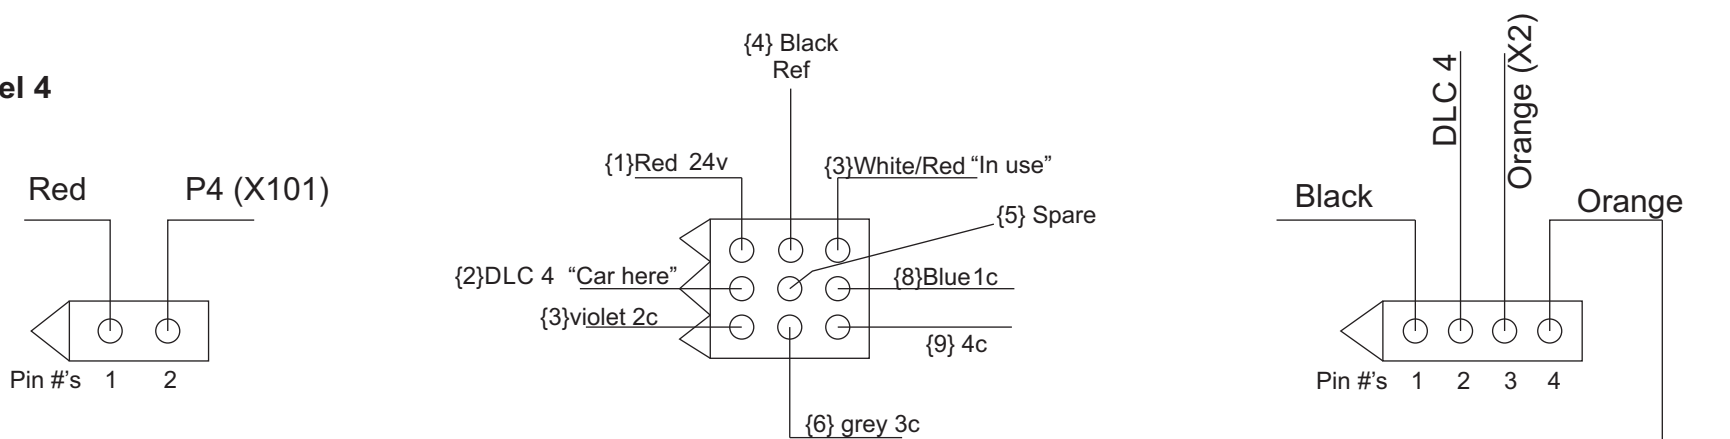 el 4
Red
P4 (X101)
Pin #'s 1 2
{4} Black
Ref
{1}Red 24v
{3}White/Red “In use”
{5} Spare
{2}DLC 4 “Car here”
{8}Blue1c
{3}violet 2c
{9} 4c
{6} grey 3c
DLC 4
Orange (X2)
Black
Orange
Pin #'s 1 2 3 4